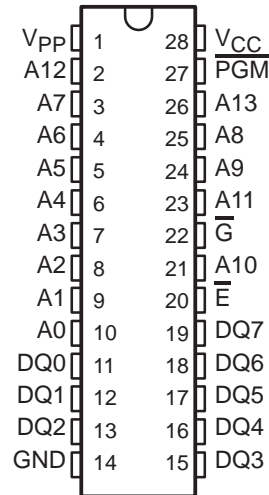 VPP 1 28 VCC
A12 2 27 P̅G̅M̅
A7 3 26 A13
A6 4 25 A8
A5 5 24 A9
A4 6 23 A11
A3 7 22 G̅
A2 8 21 A10
A1 9 20 E̅
A0 10 19 DQ7
DQ0 11 18 DQ6
DQ1 12 17 DQ5
DQ2 13 16 DQ4
GND 14 15 DQ3